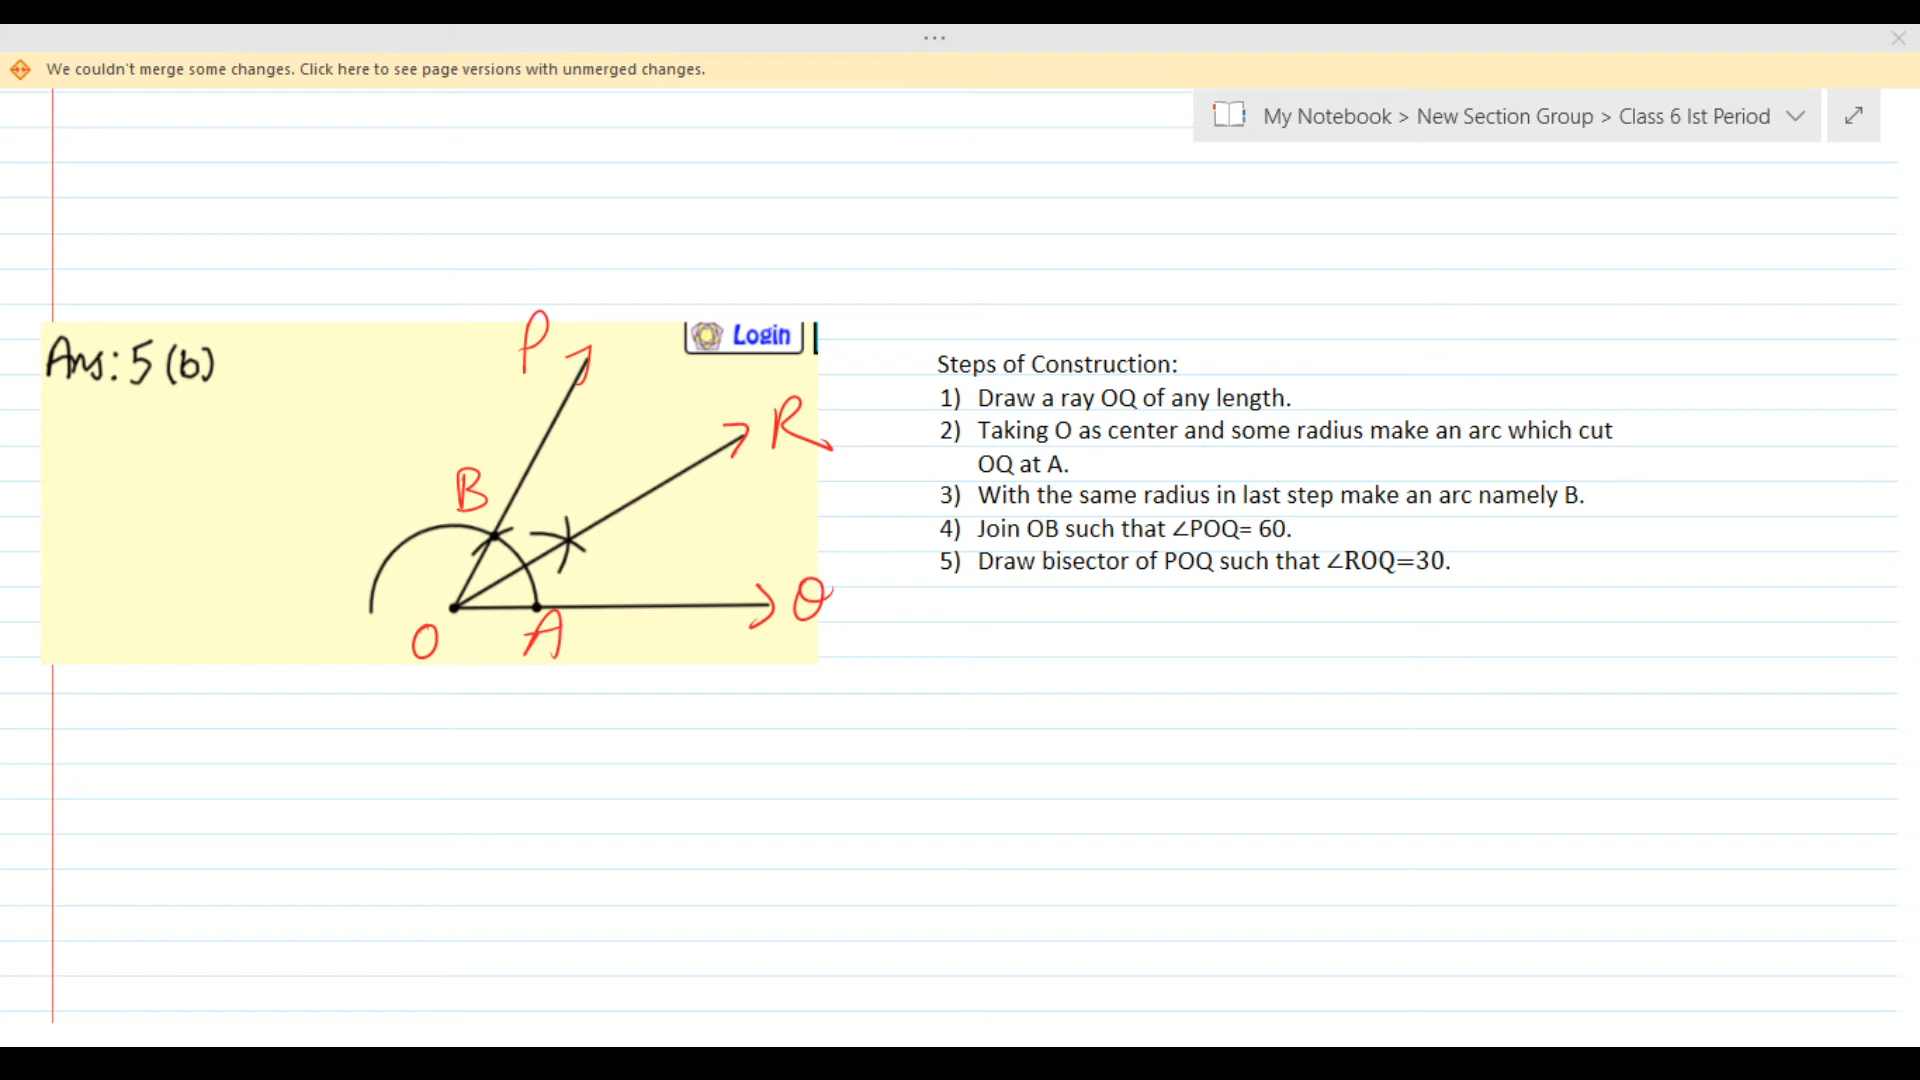 We couldn't merge some changes. Click here to see page versions with unmerged changes.
My Notebook > New Section Group > Class 6 Ist Period
Ans: 5 (b)
Login
P
R
B
Q
O
A
Steps of Construction:
1) Draw a ray OQ of any length.
2) Taking O as center and some radius make an arc which cut
OQ at A.
3) With the same radius in last step make an arc namely B.
4) Join OB such that ∠POQ= 60.
5) Draw bisector of POQ such that ∠ROQ=30.